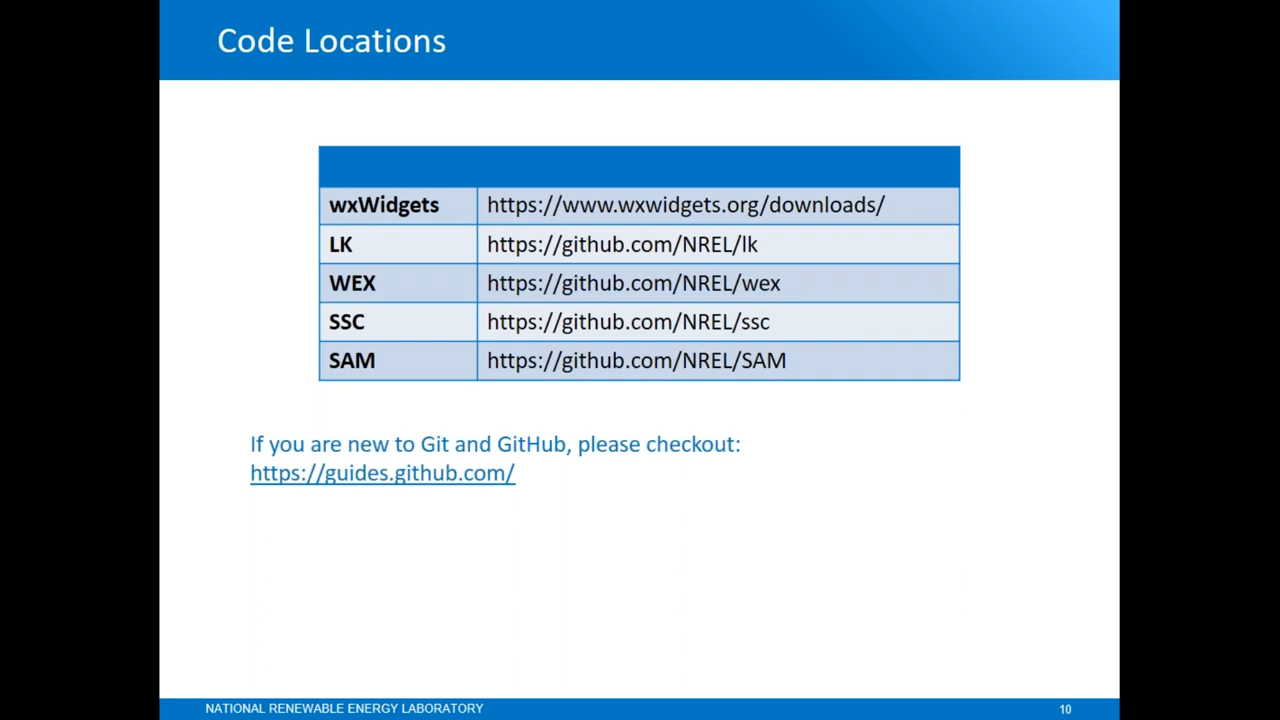 Code Locations
wxWidgets https://www.wxwidgets.org/downloads/
LK https://github.com/NREL/lk
WEX https://github.com/NREL/wex
SSC https://github.com/NREL/ssc
SAM https://github.com/NREL/SAM
If you are new to Git and GitHub, please checkout:
https://guides.github.com/
NATIONAL RENEWABLE ENERGY LABORATORY 10